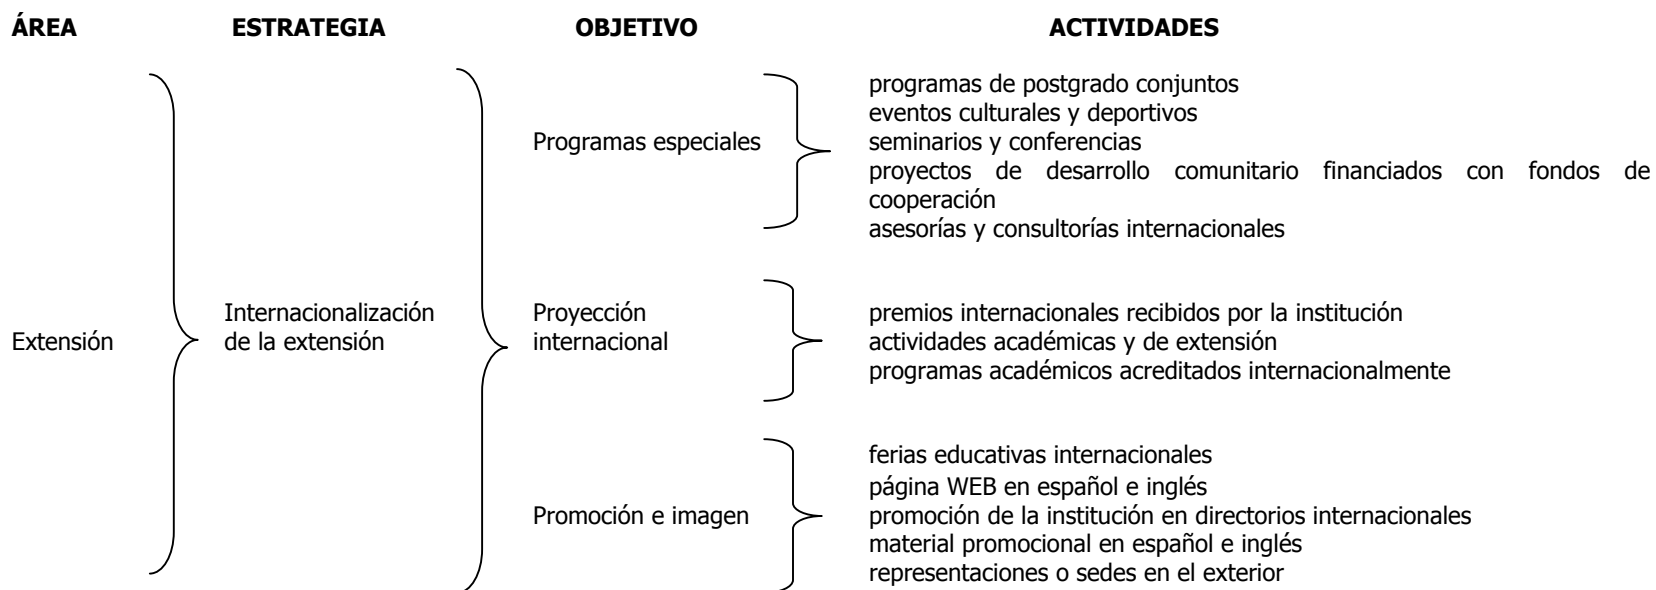 ÁREA ESTRATEGIA OBJETIVO ACTIVIDADES
programas de postgrado conjuntos
eventos culturales y deportivos
Programas especiales seminarios y conferencias
proyectos de desarrollo comunitario financiados con fondos de
cooperación
asesorías y consultorías internacionales
Internacionalización Proyección premios internacionales recibidos por la institución
Extensión de la extensión internacional actividades académicas y de extensión
programas académicos acreditados internacionalmente
ferias educativas internacionales
página WEB en español e inglés
Promoción e imagen promoción de la institución en directorios internacionales
material promocional en español e inglés
representaciones o sedes en el exterior